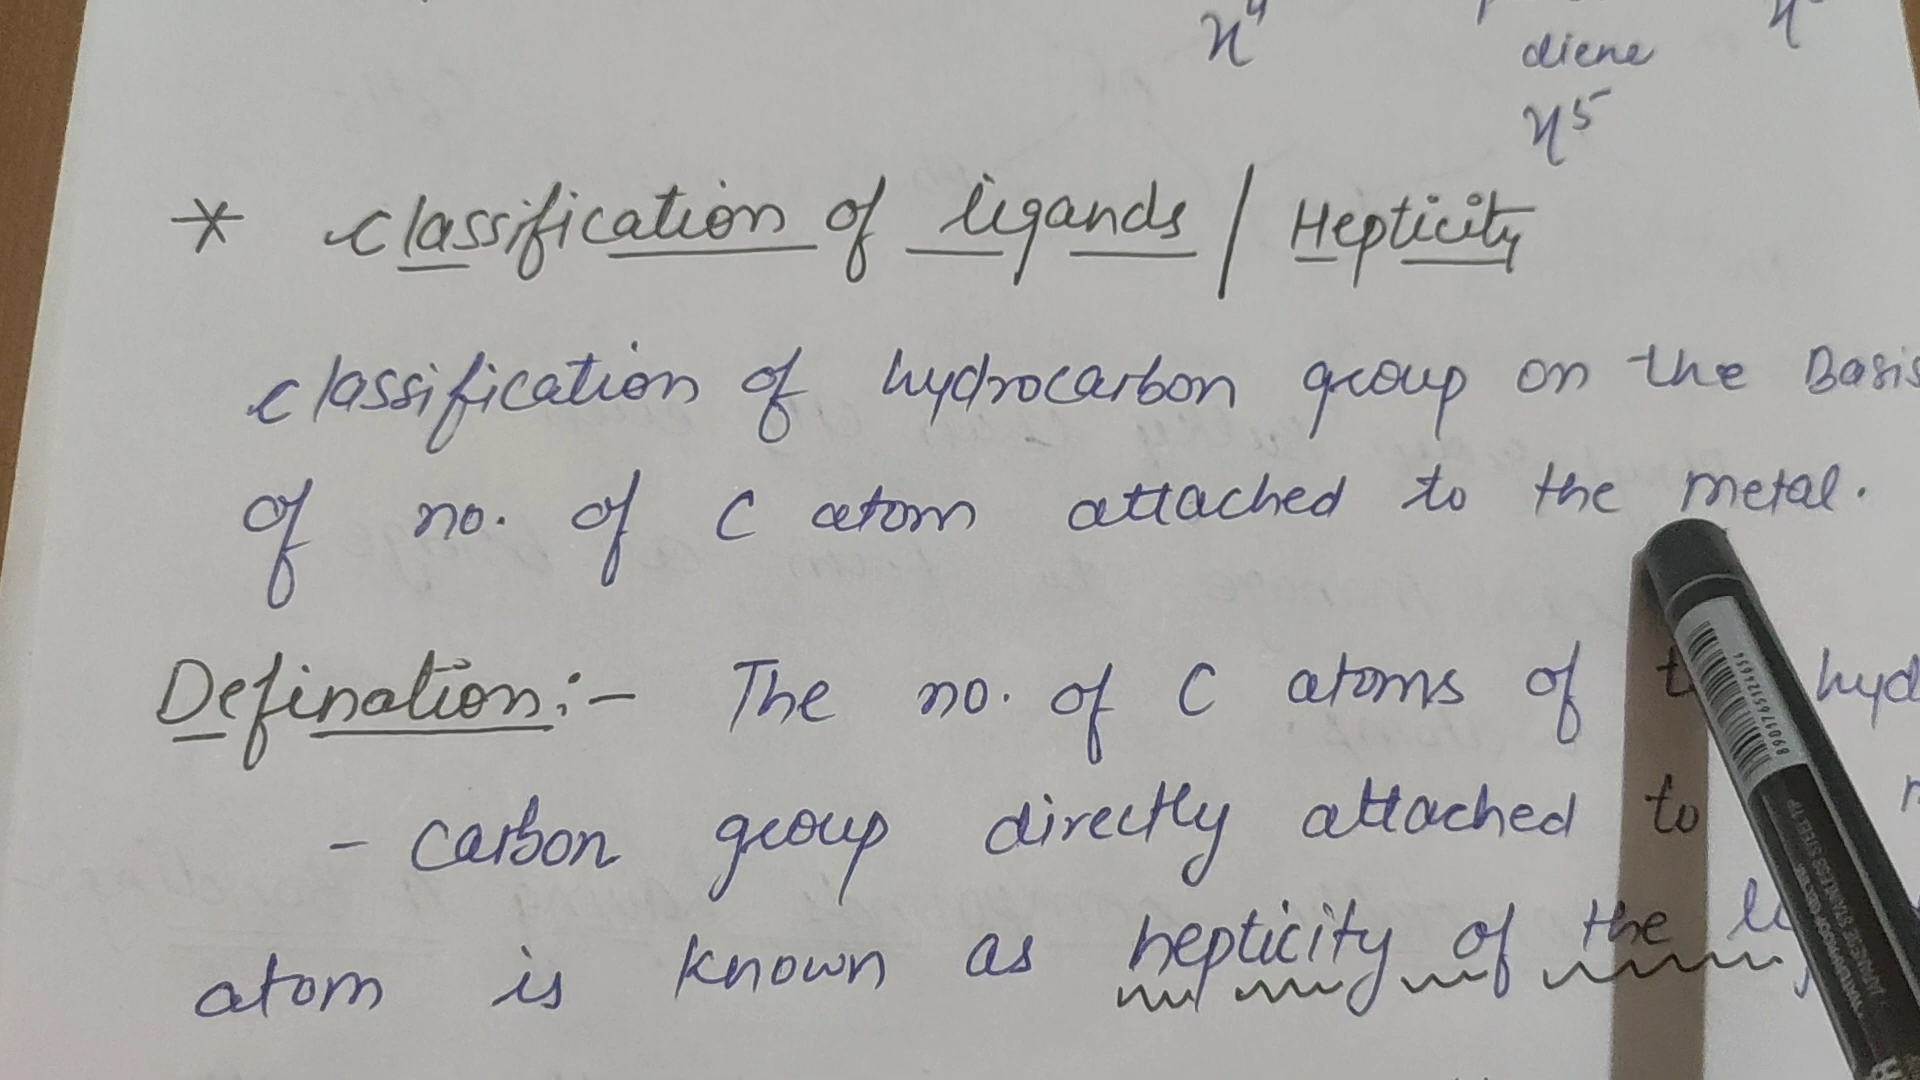 η4
diene
η5
* Classification of ligands / Hepticity
classification of hydrocarbon group on the Basis
of no. of C atom attached to the metal.
Defination:- The no. of C atoms of
- carbon group directly attached to
atom is known as hepticity of the
8901765124654